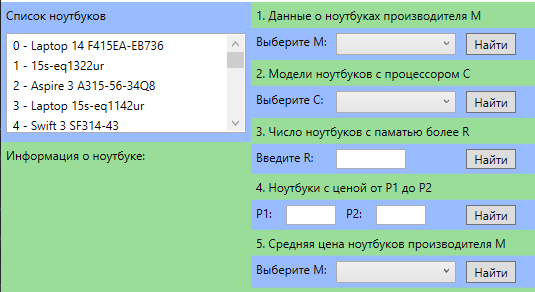 Список ноутбуков
0 - Laptop 14 F415EA-EB736
1 - 15s-eq1322ur
2 - Aspire 3 A315-56-34Q8
3 - Laptop 15s-eq1142ur
4 - Swift 3 SF314-43
Информация о ноутбуке:
1. Данные о ноутбуках производителя М
Выберите М:
Найти
2. Модели ноутбуков с процессором С
Выберите С:
Найти
3. Число ноутбуков с паматью более R
Введите R:
Найти
4. Ноутбуки с ценой от P1 до P2
P1: P2:
Найти
5. Средняя цена ноутбуков производителя М
Выберите М:
Найти